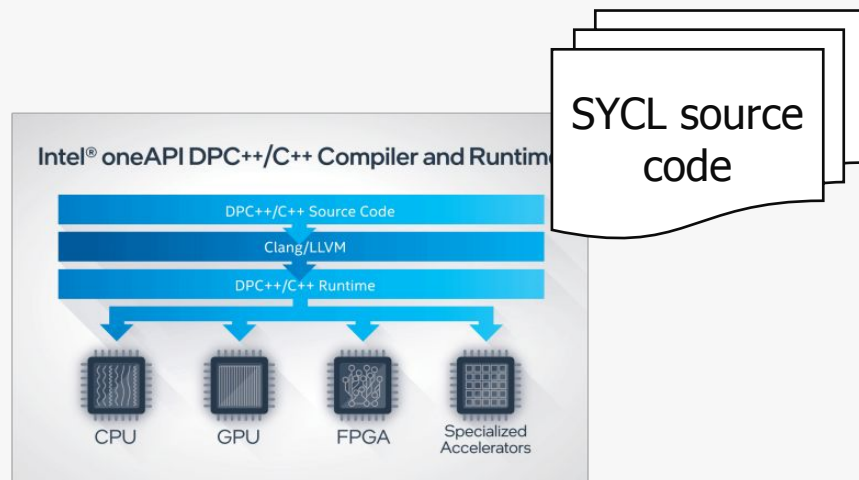 SYCL source
code
Intel® oneAPI DPC++/C++ Compiler and
DPC++/C++ Source Code
Clang/LLVM
DPC++/C++ Runtime
CPU
GPU
FPGA
Specialized
Accelerators